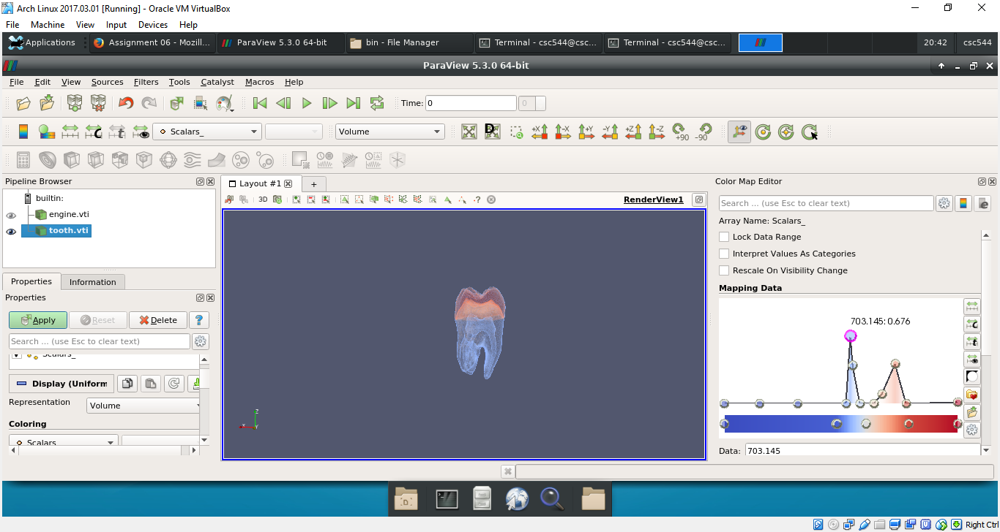 Arch Linux 2017.03.01 [Running] - Oracle VM VirtualBox
File Machine View Input Devices Help
Applications Assignment 06 - Mozill... ParaView 5.3.0 64-bit bin - File Manager Terminal - csc544@csc... Terminal - csc544@csc... 20:42 csc544
ParaView 5.3.0 64-bit
File Edit View Sources Filters Tools Catalyst Macros Help
Time: 0 0
Scalars_ Volume +X -X +Y -Y +Z -Z +90 -90
Pipeline Browser
builtin:
engine.vti
tooth.vti
Properties Information
Properties
Apply Reset Delete ?
Search ... (use Esc to clear text)
Scalars_
Display (Uniform
Representation Volume
Coloring
Scalars
Layout #1 +
3D RenderView1
Z
X
Y
Color Map Editor
Search ... (use Esc to clear text)
Array Name: Scalars_
Lock Data Range
Interpret Values As Categories
Rescale On Visibility Change
Mapping Data
703.145: 0.676
Data: 703.145
Right Ctrl